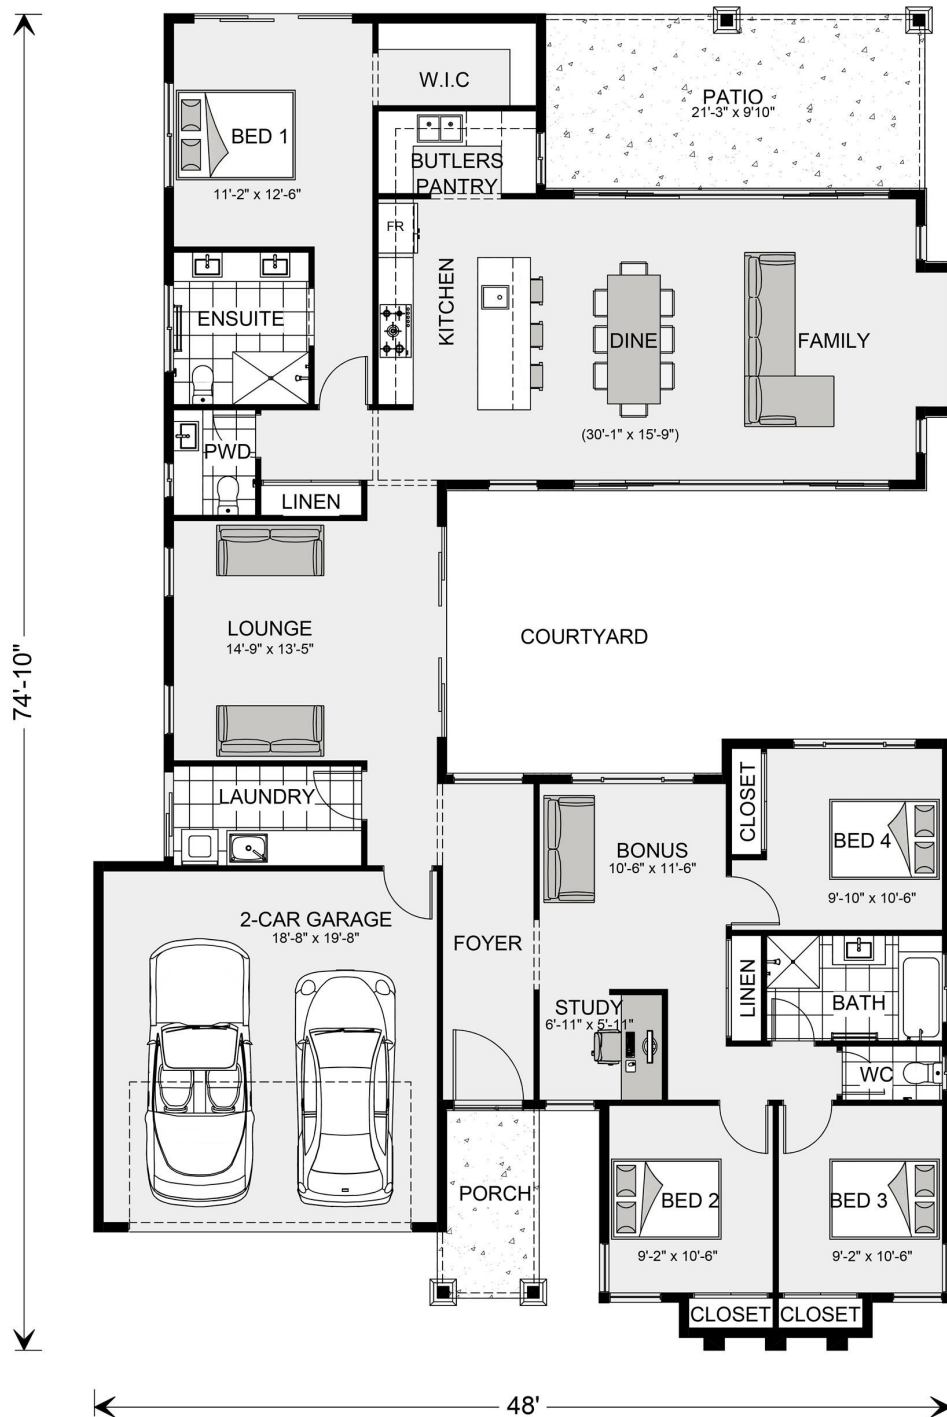 W.I.C
BED 1
11'-2" x 12'-6"
PATIO
21'-3" x 9'10"
BUTLERS
PANTRY
FR
KITCHEN
ENSUITE
DINE
FAMILY
(30'-1" x 15'-9")
PWD
LINEN
LOUNGE
14'-9" x 13'-5"
COURTYARD
74'-10"
LAUNDRY
CLOSET
BED 4
9'-10" x 10'-6"
BONUS
10'-6" x 11'-6"
2-CAR GARAGE
18'-8" x 19'-8"
FOYER
LINEN
BATH
STUDY
6'-11" x 5'-11"
WC
PORCH
BED 2
9'-2" x 10'-6"
BED 3
9'-2" x 10'-6"
CLOSET
CLOSET
48'